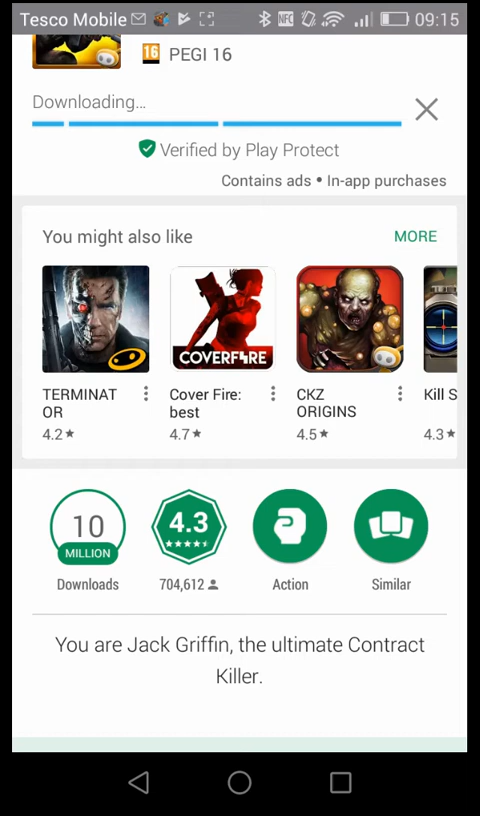 Tesco Mobile NFC 09:15
16 PEGI 16
Downloading...
Verified by Play Protect
Contains ads • In-app purchases
You might also like MORE
COVERFIRE
TERMINAT
OR
4.2★
Cover Fire:
best
4.7★
CKZ
ORIGINS
4.5★
Kill S
4.3★
10
MILLION
Downloads
4.3
704,612
Action
Similar
You are Jack Griffin, the ultimate Contract
Killer.